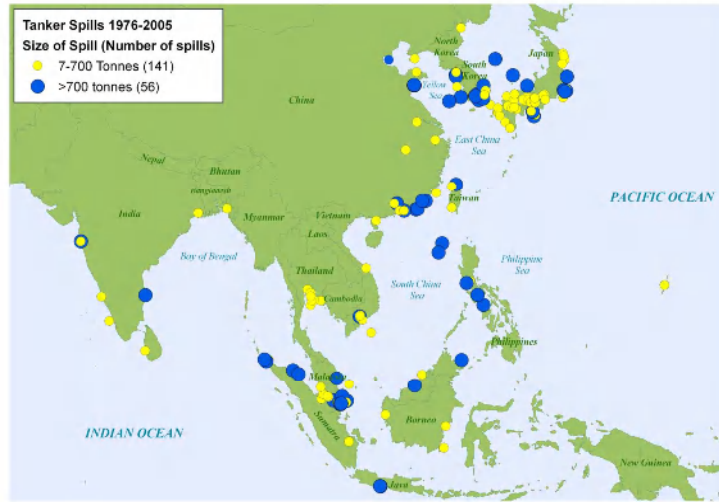 Tanker Spills 1976-2005
Size of Spill (Number of spills)
7-700 Tonnes (141)
>700 tonnes (56)
North
Korea
South
Korea
Japan
Yellow
Sea
China
East China
Sea
Nepal
Bhutan
Bangladesh
India
Myanmar
Vietnam
Laos
Taiwan
PACIFIC OCEAN
Bay of Bengal
Thailand
Cambodia
South China
Sea
Philippine
Sea
Philippines
Malaysia
Sumatra
Borneo
INDIAN OCEAN
Java
New Guinea